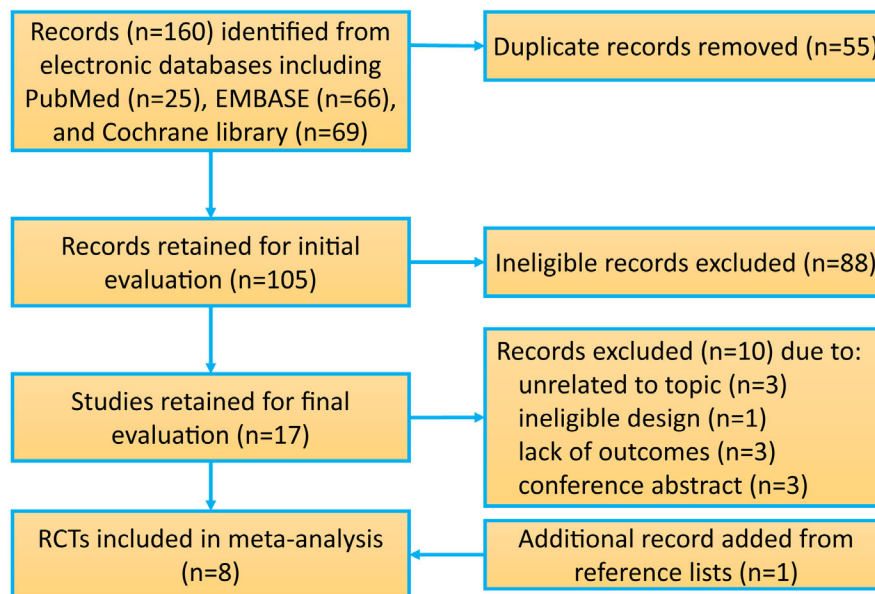 Records (n=160) identified from
electronic databases including
PubMed (n=25), EMBASE (n=66),
and Cochrane library (n=69)
Duplicate records removed (n=55)
Records retained for initial
evaluation (n=105)
Ineligible records excluded (n=88)
Studies retained for final
evaluation (n=17)
Records excluded (n=10) due to:
unrelated to topic (n=3)
ineligible design (n=1)
lack of outcomes (n=3)
conference abstract (n=3)
RCTs included in meta-analysis
(n=8)
Additional record added from
reference lists (n=1)